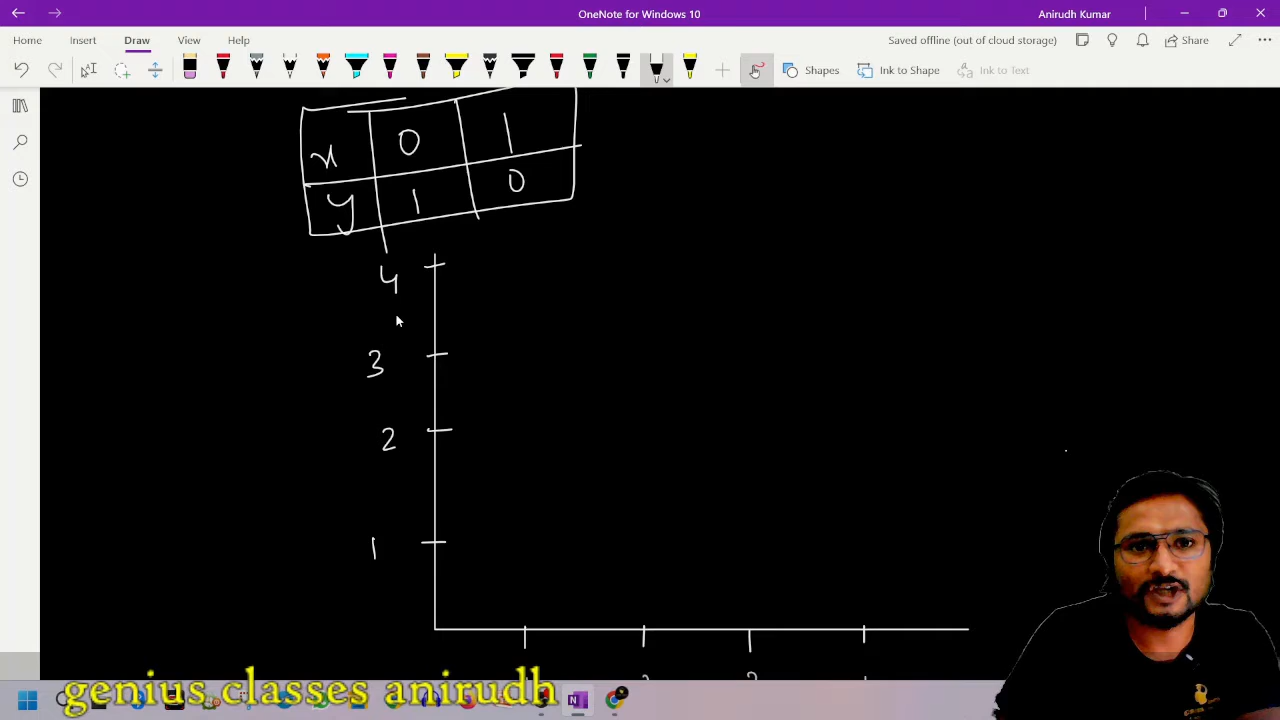 OneNote for Windows 10
Anirudh Kumar
Home Insert Draw View Help
Saved offline (out of cloud storage)
Share
Shapes
Ink to Shape
Ink to Text
x 0 1
y 1 0
4
3
2
1
genius classes anirudh